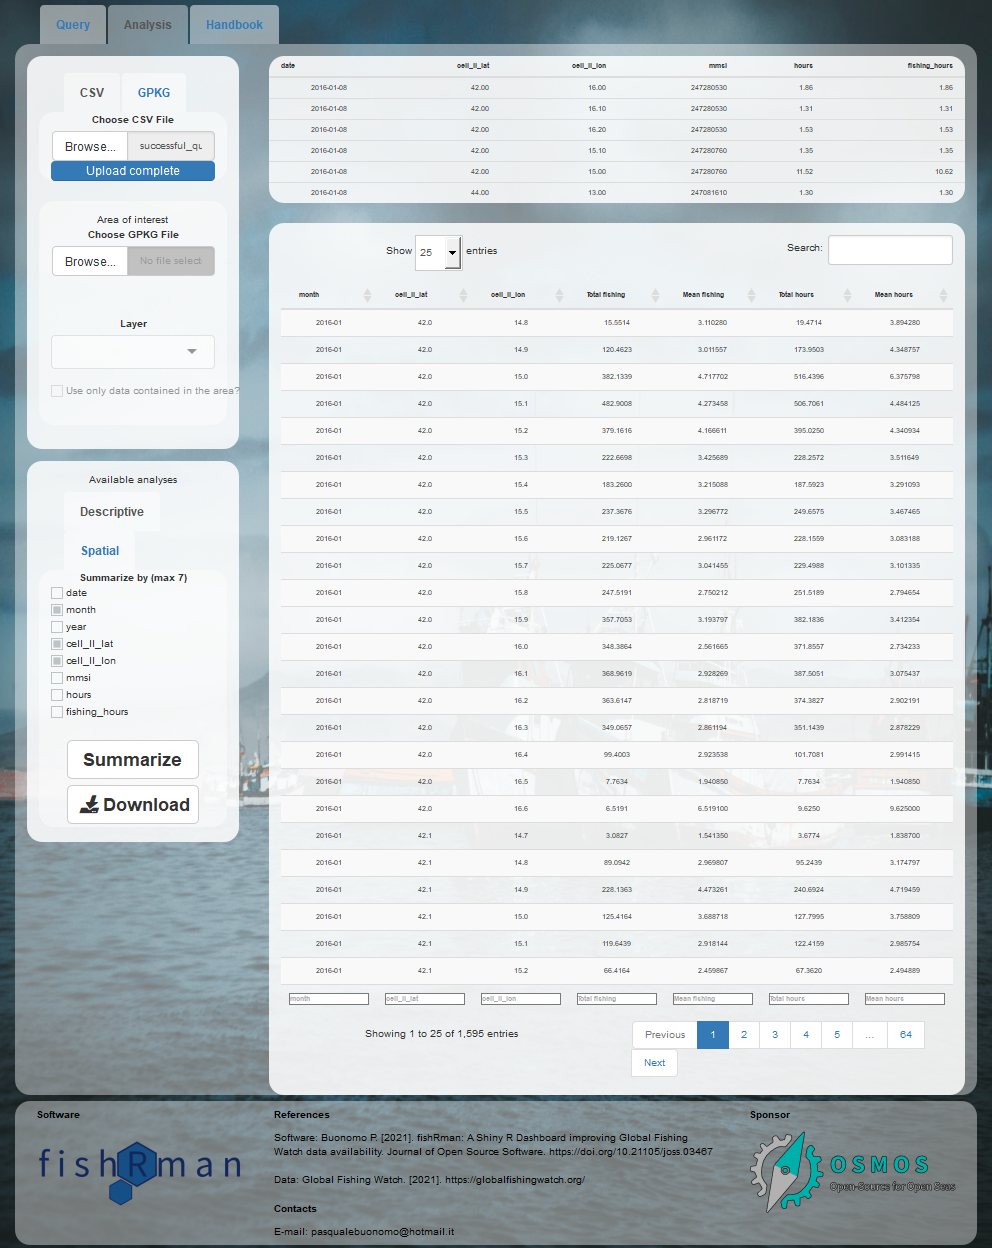 Query Analysis Handbook
CSV GPKG
Choose CSV File
Browse... successful_qu
Upload complete
Area of interest
Choose GPKG File
Browse... No file select
Layer
Use only data contained in the area?
Available analyses
Descriptive
Spatial
Summarize by (max 7)
date
month
year
cell_ll_lat
cell_ll_lon
mmsi
hours
fishing_hours
Summarize
Download
date cell_ll_lat cell_ll_lon mmsi hours fishing_hours
2016-01-08 42.00 16.00 247280530 1.86 1.86
2016-01-08 42.00 16.10 247280530 1.31 1.31
2016-01-08 42.00 16.20 247280530 1.53 1.53
2016-01-08 42.00 15.10 247280760 1.35 1.35
2016-01-08 42.00 15.00 247280760 11.52 10.62
2016-01-08 44.00 13.00 247081610 1.30 1.30
Show 25 entries Search:
month cell_ll_lat cell_ll_lon Total fishing Mean fishing Total hours Mean hours
2016-01 42.0 14.8 15.5514 3.110280 19.4714 3.894280
2016-01 42.0 14.9 120.4623 3.011557 173.9503 4.348757
2016-01 42.0 15.0 382.1339 4.717702 516.4396 6.375798
2016-01 42.0 15.1 482.9008 4.273458 506.7061 4.484125
2016-01 42.0 15.2 379.1616 4.166611 395.0250 4.340934
2016-01 42.0 15.3 222.6698 3.425689 228.2572 3.511649
2016-01 42.0 15.4 183.2600 3.215088 187.5923 3.291093
2016-01 42.0 15.5 237.3676 3.296772 249.6575 3.467465
2016-01 42.0 15.6 219.1267 2.961172 228.1559 3.083188
2016-01 42.0 15.7 225.0677 3.041455 229.4988 3.101335
2016-01 42.0 15.8 247.5191 2.750212 251.5189 2.794654
2016-01 42.0 15.9 357.7053 3.193797 382.1836 3.412354
2016-01 42.0 16.0 348.3864 2.561665 371.8557 2.734233
2016-01 42.0 16.1 368.9619 2.928269 387.5051 3.075437
2016-01 42.0 16.2 363.6147 2.818719 374.3827 2.902191
2016-01 42.0 16.3 349.0657 2.861194 351.1439 2.878229
2016-01 42.0 16.4 99.4003 2.923538 101.7081 2.991415
2016-01 42.0 16.5 7.7634 1.940850 7.7634 1.940850
2016-01 42.0 16.6 6.5191 6.519100 9.6250 9.625000
2016-01 42.1 14.7 3.0827 1.541350 3.6774 1.838700
2016-01 42.1 14.8 89.0942 2.969807 95.2439 3.174797
2016-01 42.1 14.9 228.1363 4.473261 240.6924 4.719459
2016-01 42.1 15.0 125.4164 3.688718 127.7995 3.758809
2016-01 42.1 15.1 119.6439 2.918144 122.4159 2.985754
2016-01 42.1 15.2 66.4164 2.459867 67.3620 2.494889
month cell_ll_lat cell_ll_lon Total fishing Mean fishing Total hours Mean hours
Showing 1 to 25 of 1,595 entries
Previous 1 2 3 4 5 ... 64
Next
Software
fishRman
References
Software: Buonomo P. [2021]. fishRman: A Shiny R Dashboard improving Global Fishing
Watch data availability. Journal of Open Source Software. https://doi.org/10.21105/joss.03467
Data: Global Fishing Watch. [2021]. https://globalfishingwatch.org/
Contacts
E-mail: pasqualebuonomo@hotmail.it
Sponsor
OSMOS
Open-Source for Open Seas